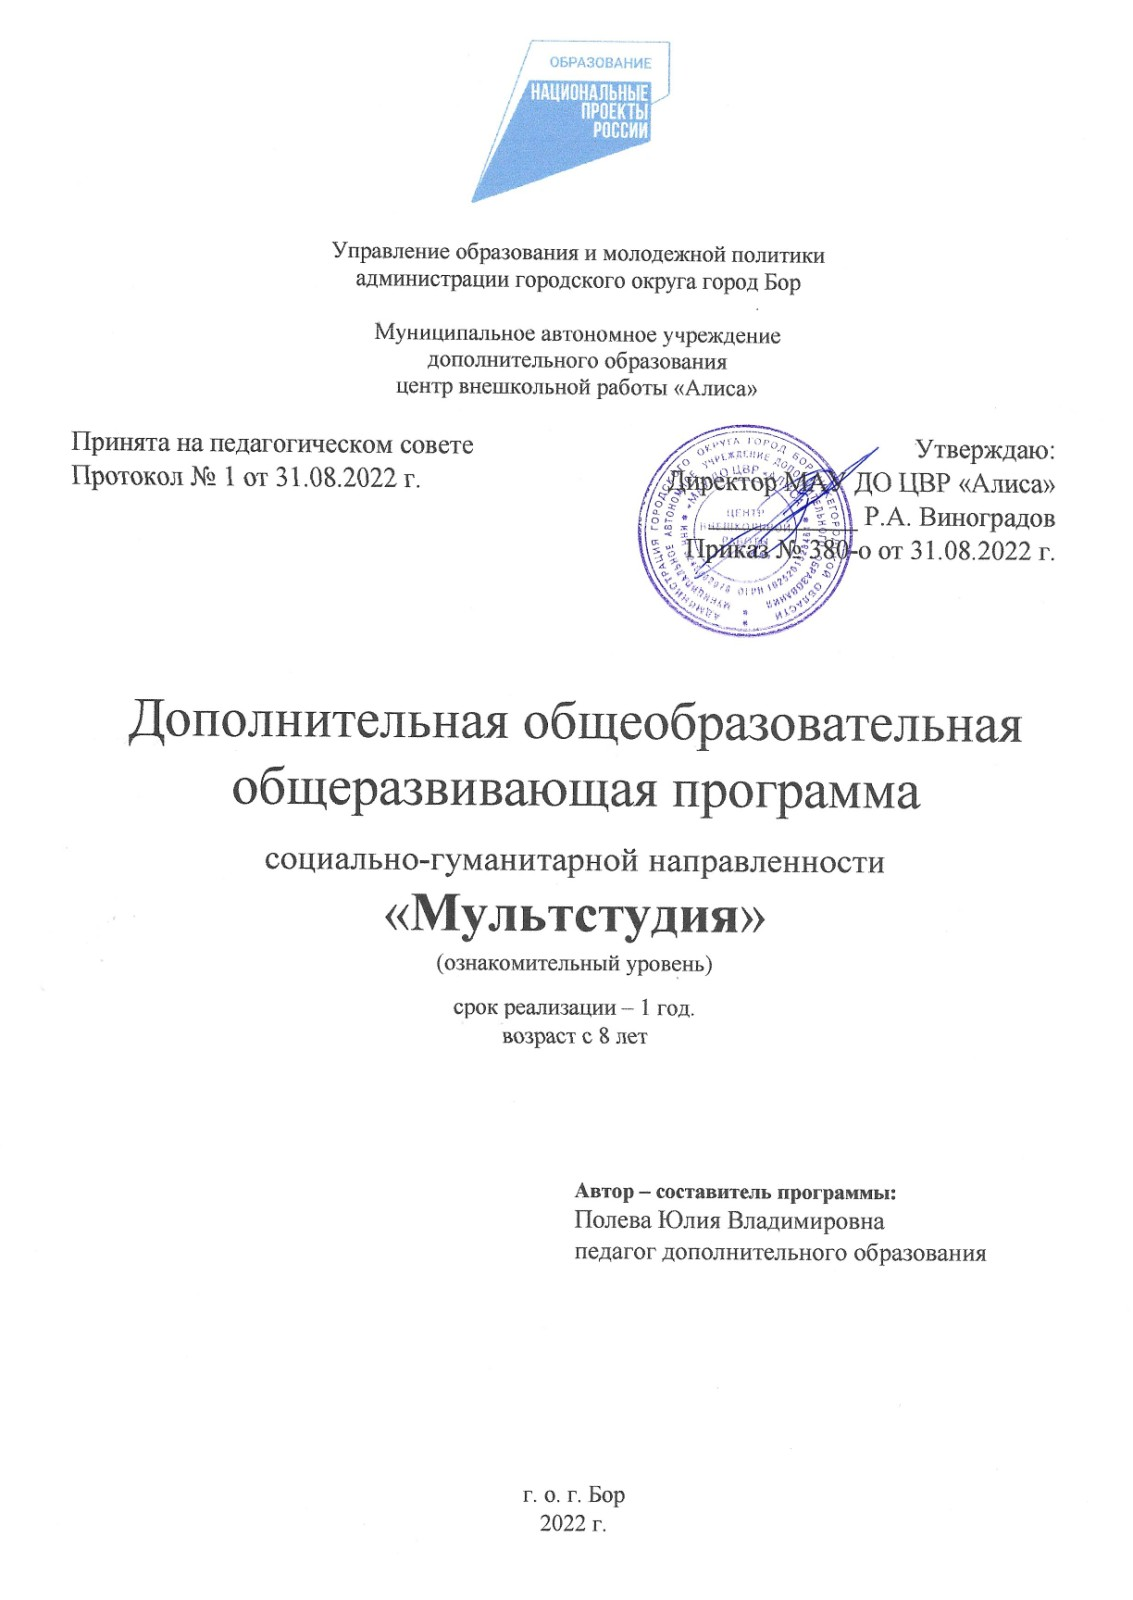 ОБРАЗОВАНИЕ
НАЦИОНАЛЬНЫЕ
ПРОЕКТЫ
РОССИИ
Управление образования и молодежной политики
администрации городского округа город Бор
Муниципальное автономное учреждение
дополнительного образования
центр внешкольной работы «Алиса»
Принята на педагогическом совете
Протокол № 1 от 31.08.2022 г.
Утверждаю:
Директор МАУ ДО ЦВР «Алиса»
Р.А. Виноградов
Приказ № 380-о от 31.08.2022 г.
ЦЕНТР
ВНЕШКОЛЬНОЙ
РАБОТЫ
Дополнительная общеобразовательная
общеразвивающая программа
социально-гуманитарной направленности
«Мультстудия»
(ознакомительный уровень)
срок реализации – 1 год.
возраст с 8 лет
Автор – составитель программы:
Полева Юлия Владимировна
педагог дополнительного образования
г. о. г. Бор
2022 г.